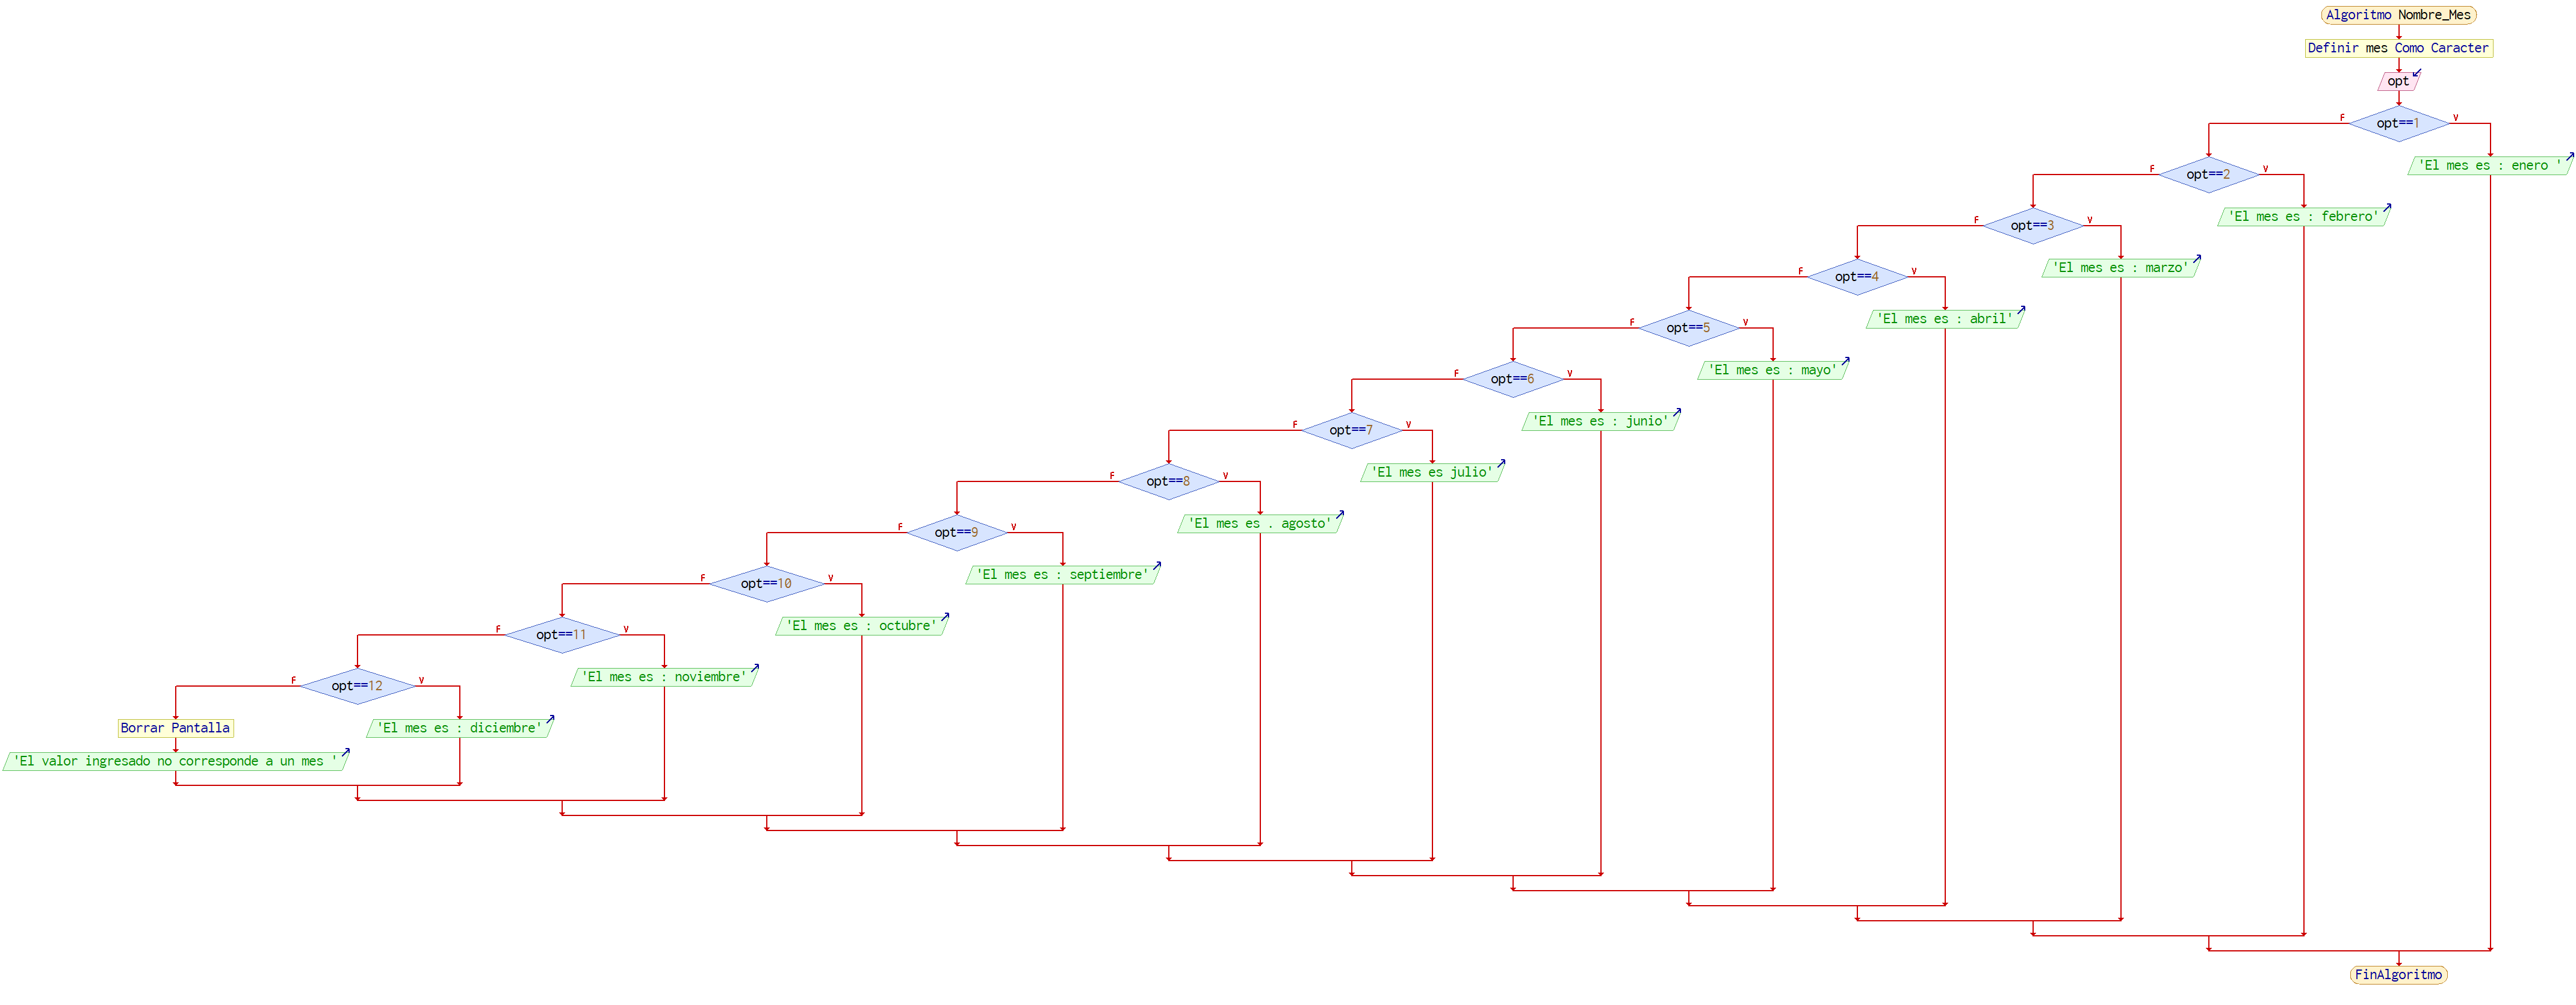 Algoritmo Nombre_Mes
Definir mes Como Caracter
opt
opt==1
F
V
'El mes es : enero '
opt==2
F
V
'El mes es : febrero'
opt==3
F
V
'El mes es : marzo'
opt==4
F
V
'El mes es : abril'
opt==5
F
V
'El mes es : mayo'
opt==6
F
V
'El mes es : junio'
opt==7
F
V
'El mes es julio'
opt==8
F
V
'El mes es . agosto'
opt==9
F
V
'El mes es : septiembre'
opt==10
F
V
'El mes es : octubre'
opt==11
F
V
'El mes es : noviembre'
opt==12
F
V
Borrar Pantalla
'El mes es : diciembre'
'El valor ingresado no corresponde a un mes '
FinAlgoritmo